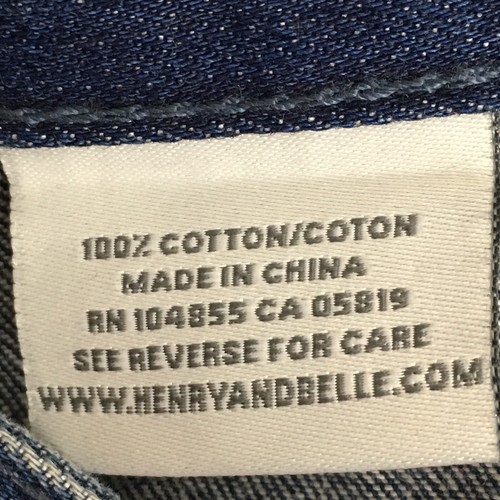 100% COTTON/COTON
MADE IN CHINA
RN 104855 CA 05819
SEE REVERSE FOR CARE
WWW.HENRYANDBELLE.COM